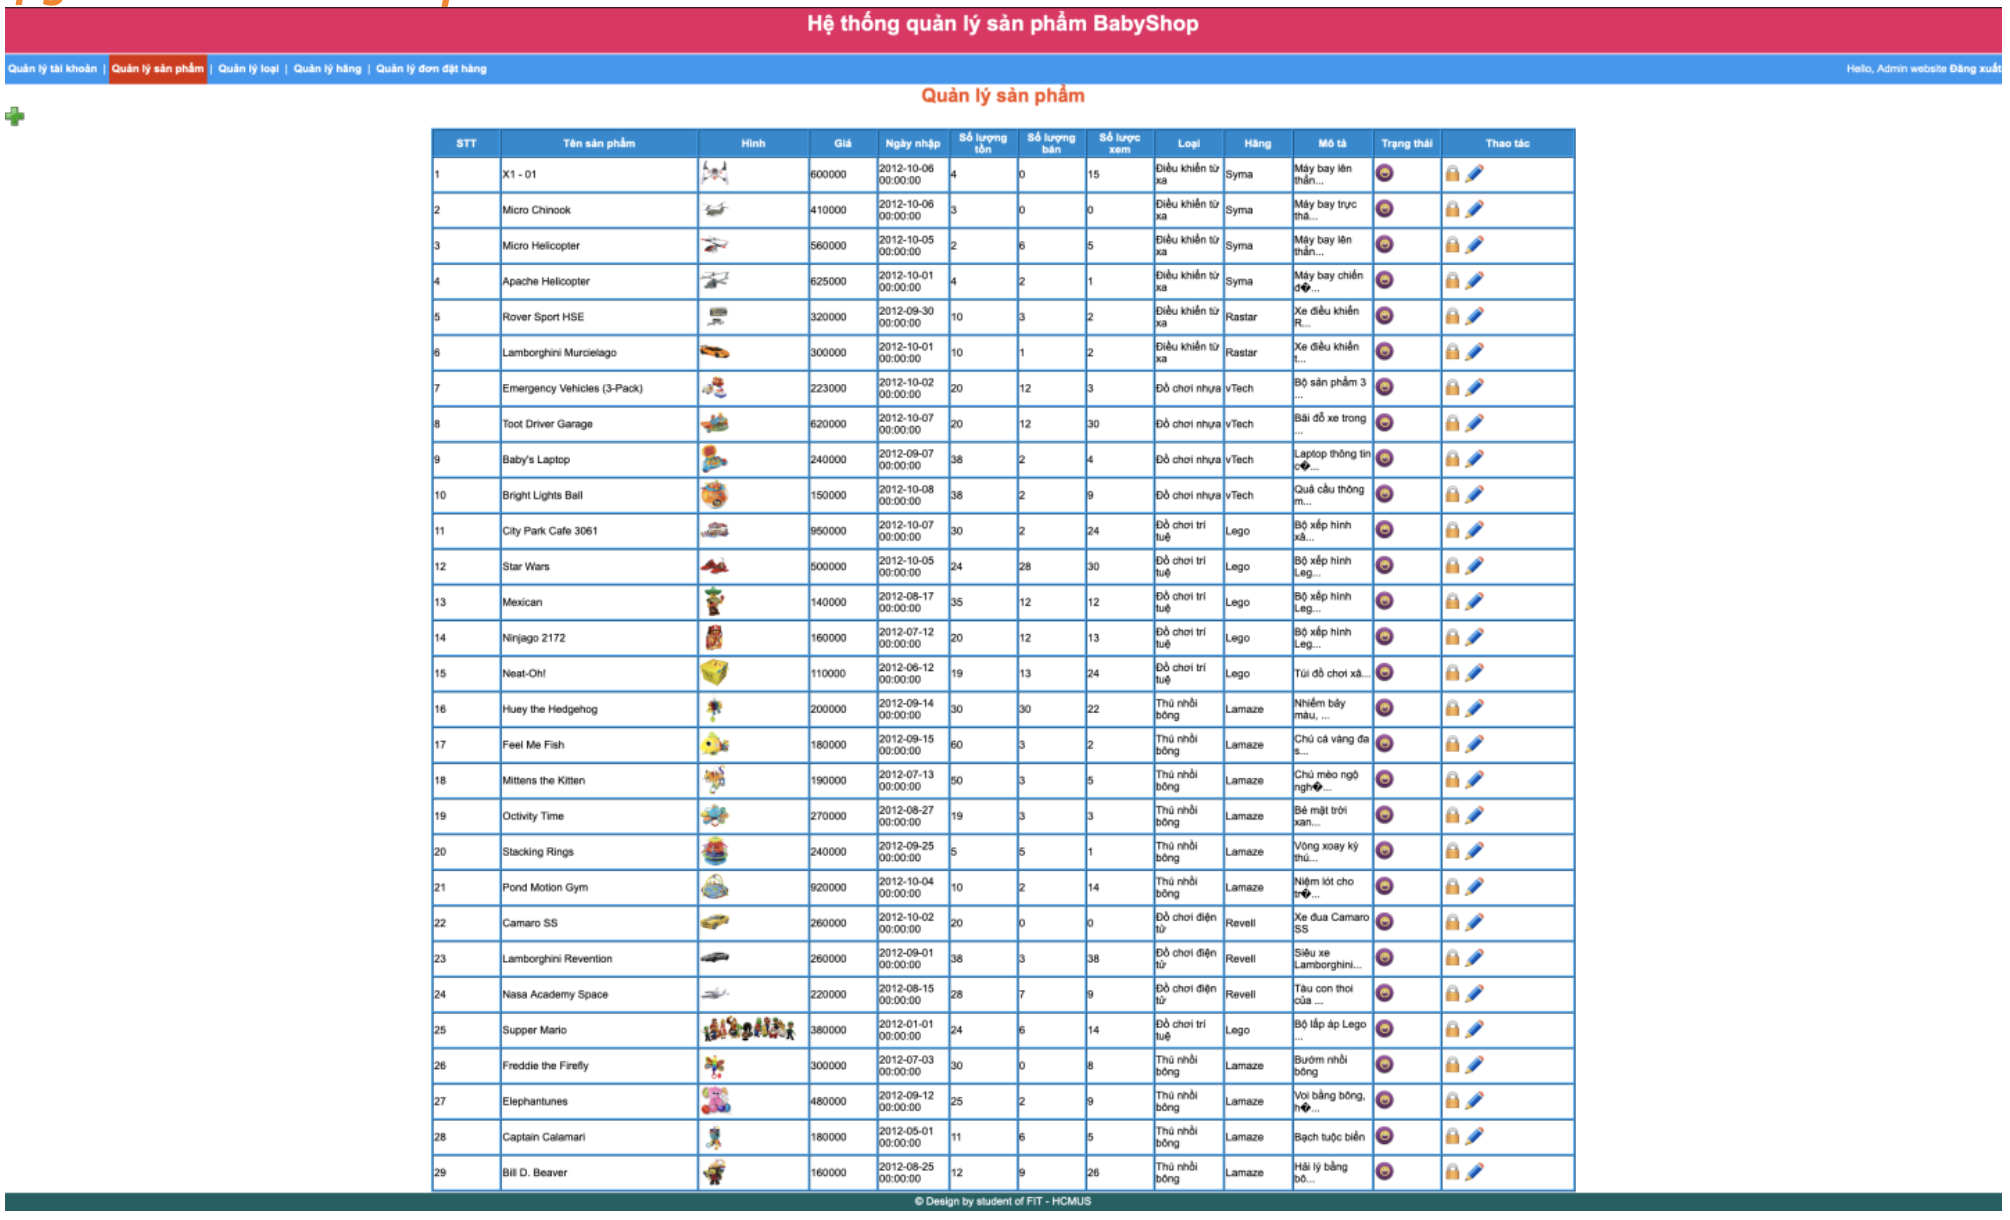 Hệ thống quản lý sản phẩm BabyShop
Quản lý tài khoản | Quản lý sản phẩm | Quản lý loại | Quản lý hãng | Quản lý đơn đặt hàng
Hello, Admin website Đăng xuất
Quản lý sản phẩm
STT Tên sản phẩm Hình Giá Ngày nhập Số lượng tồn Số lượng bán Số lược xem Loại Hãng Mô tả Trạng thái Thao tác
1 X1 - 01 600000 2012-10-06 00:00:00 4 0 15 Điều khiển từ xa Syma Máy bay lên thẳn...
2 Micro Chinook 410000 2012-10-06 00:00:00 3 0 0 Điều khiển từ xa Syma Máy bay trực thă...
3 Micro Helicopter 560000 2012-10-05 00:00:00 2 6 5 Điều khiển từ xa Syma Máy bay lên thẳn...
4 Apache Helicopter 625000 2012-10-01 00:00:00 4 2 1 Điều khiển từ xa Syma Máy bay chiến đ�...
5 Rover Sport HSE 320000 2012-09-30 00:00:00 10 3 2 Điều khiển từ xa Rastar Xe điều khiển R...
6 Lamborghini Murcielago 300000 2012-10-01 00:00:00 10 1 2 Điều khiển từ xa Rastar Xe điều khiển t...
7 Emergency Vehicles (3-Pack) 223000 2012-10-02 00:00:00 20 12 3 Đồ chơi nhựa vTech Bộ sản phẩm 3 ...
8 Toot Driver Garage 620000 2012-10-07 00:00:00 20 12 30 Đồ chơi nhựa vTech Bãi đỗ xe trong ...
9 Baby's Laptop 240000 2012-09-07 00:00:00 38 2 4 Đồ chơi nhựa vTech Laptop thông tin c�...
10 Bright Lights Ball 150000 2012-10-08 00:00:00 38 2 9 Đồ chơi nhựa vTech Quả cầu thông m...
11 City Park Cafe 3061 950000 2012-10-07 00:00:00 30 2 24 Đồ chơi trí tuệ Lego Bộ xếp hình xâ...
12 Star Wars 500000 2012-10-05 00:00:00 24 28 30 Đồ chơi trí tuệ Lego Bộ xếp hình Leg...
13 Mexican 140000 2012-08-17 00:00:00 35 12 12 Đồ chơi trí tuệ Lego Bộ xếp hình Leg...
14 Ninjago 2172 160000 2012-07-12 00:00:00 20 12 13 Đồ chơi trí tuệ Lego Bộ xếp hình Leg...
15 Neat-Oh! 110000 2012-06-12 00:00:00 19 13 24 Đồ chơi trí tuệ Lego Túi đồ chơi xâ...
16 Huey the Hedgehog 200000 2012-09-14 00:00:00 30 30 22 Thú nhồi bông Lamaze Nhiễm bảy màu, ...
17 Feel Me Fish 180000 2012-09-15 00:00:00 60 3 2 Thú nhồi bông Lamaze Chú cá vàng đa s...
18 Mittens the Kitten 190000 2012-07-13 00:00:00 50 3 5 Thú nhồi bông Lamaze Chú mèo ngộ ngh�...
19 Octivity Time 270000 2012-08-27 00:00:00 19 3 3 Thú nhồi bông Lamaze Bé mặt trời xan...
20 Stacking Rings 240000 2012-09-25 00:00:00 5 5 1 Thú nhồi bông Lamaze Vòng xoay kỳ thú...
21 Pond Motion Gym 920000 2012-10-04 00:00:00 10 2 14 Thú nhồi bông Lamaze Niệm lót cho tr�...
22 Camaro SS 260000 2012-10-02 00:00:00 20 0 0 Đồ chơi điện tử Revell Xe đua Camaro SS
23 Lamborghini Revention 260000 2012-09-01 00:00:00 38 3 38 Đồ chơi điện tử Revell Siêu xe Lamborghini...
24 Nasa Academy Space 220000 2012-08-15 00:00:00 28 7 9 Đồ chơi điện tử Revell Tàu con thoi của ...
25 Supper Mario 380000 2012-01-01 00:00:00 24 6 14 Đồ chơi trí tuệ Lego Bộ lắp áp Lego ...
26 Freddie the Firefly 300000 2012-07-03 00:00:00 30 0 8 Thú nhồi bông Lamaze Bướm nhồi bông
27 Elephantunes 480000 2012-09-12 00:00:00 25 2 9 Thú nhồi bông Lamaze Voi bằng bông, h�...
28 Captain Calamari 180000 2012-05-01 00:00:00 11 6 5 Thú nhồi bông Lamaze Bạch tuộc biển
29 Bill D. Beaver 160000 2012-08-25 00:00:00 12 9 26 Thú nhồi bông Lamaze Hải lý bằng bô...
© Design by student of FIT - HCMUS